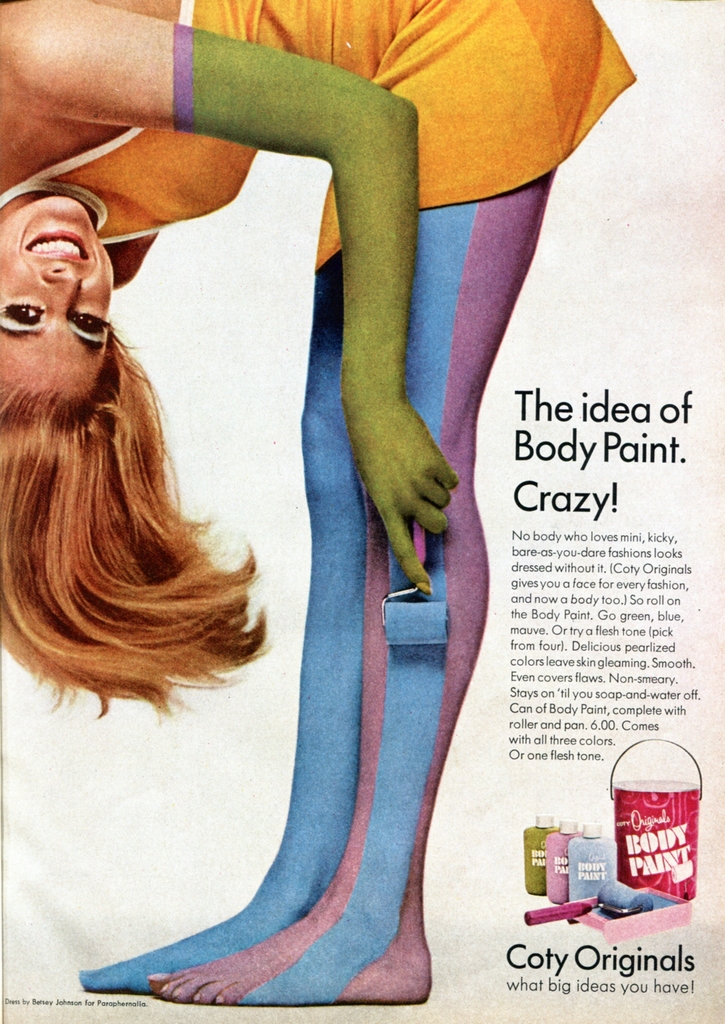 The idea of
Body Paint.
Crazy!
No body who loves mini, kicky,
bare-as-you-dare fashions looks
dressed without it. (Coty Originals
gives you a face for every fashion,
and now a body too.) So roll on
the Body Paint. Go green, blue,
mauve. Or try a flesh tone (pick
from four). Delicious pearlized
colors leave skin gleaming. Smooth.
Even covers flaws. Non-smeary.
Stays on 'til you soap-and-water off.
Can of Body Paint, complete with
roller and pan. 6.00. Comes
with all three colors.
Or one flesh tone.
COTY Originals
BODY
PAINT
BODY
PAINT
Coty Originals
what big ideas you have!
Dress by Betsey Johnson for Paraphernalia.